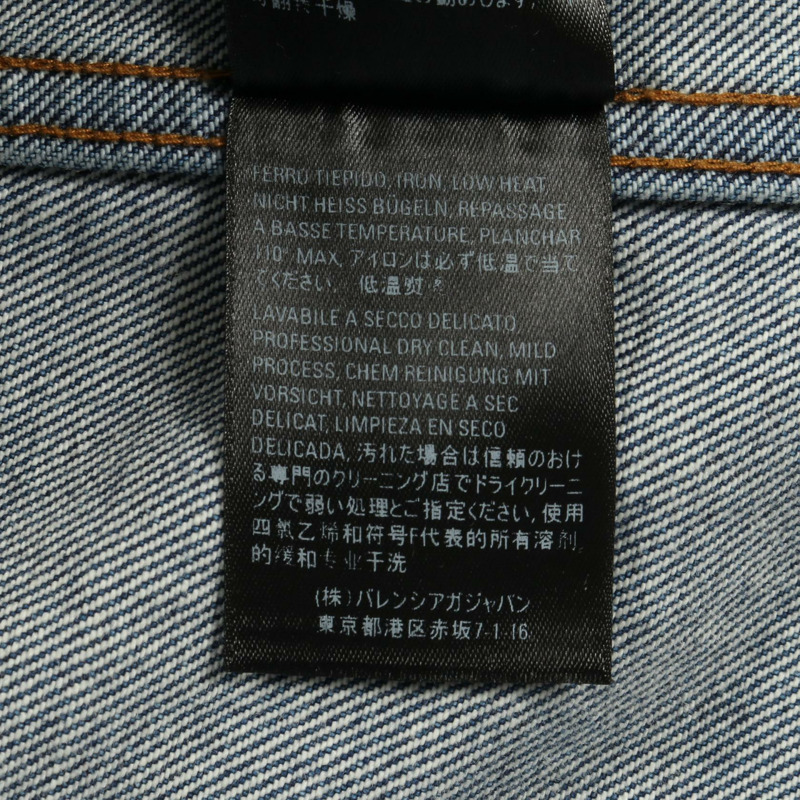 翻转干燥
FERRO TIEPIDO, IRON, LOW HEAT
NICHT HEISS BÜGELN, REPASSAGE
A BASSE TEMPERATURE, PLANCHAR
110° MAX, アイロンは必ず低温で当て
てください, 低温熨
LAVABILE A SECCO DELICATO
PROFESSIONAL DRY CLEAN, MILD
PROCESS, CHEM REINIGUNG MIT
VORSICHT, NETTOYAGE A SEC
DELICAT, LIMPIEZA EN SECO
DELICADA, 汚れた場合は信頼のおけ
る専門のクリーニング店でドライクリーニ
ングで弱い処理とご指定ください, 使用
四氯乙烯和符号F代表的所有溶剂
的缓和专业干洗
(株)バレンシアガジャパン
東京都港区赤坂7-1-16